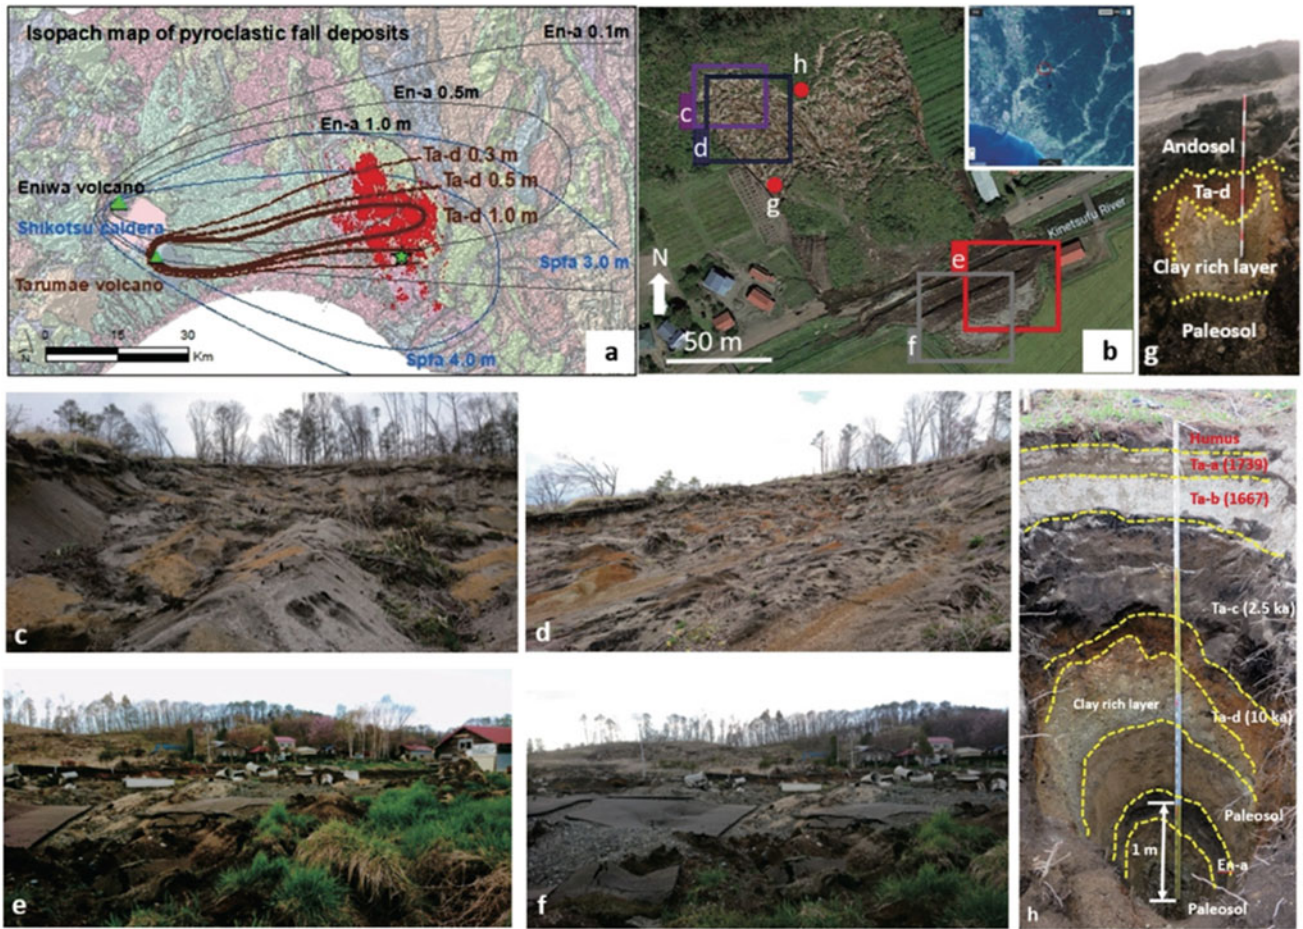 Isopach map of pyroclastic fall deposits
En-a 0.1m
En-a 0.5m
En-a 1.0 m
Ta-d 0.3 m
Ta-d 0.5 m
Ta-d 1.0 m
Eniwa volcano
Shikotsu caldera
Tarumae volcano
Spfa 3.0 m
Spfa 4.0 m
N
0 15 30
Km
a
c
d
h
g
N
50 m
e
f
Kinetsufu River
b
Andosol
Ta-d
Clay rich layer
Paleosol
g
c
d
e
f
Humus
Ta-a (1739)
Ta-b (1667)
Ta-c (2.5 ka)
Clay rich layer
Ta-d (10 ka)
Paleosol
1 m
En-a
Paleosol
h